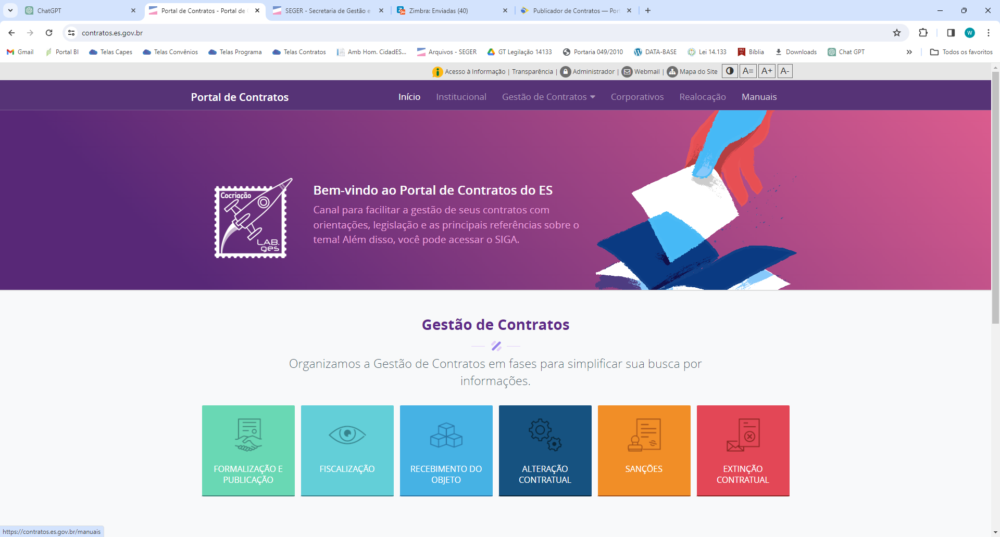 ChatGPT
Portal de Contratos - Portal de
SEGER - Secretaria de Gestão e
Zimbra: Enviadas (40)
Publicador de Contratos — Port
contratos.es.gov.br
W
Gmail
Portal BI
Telas Capes
Telas Convênios
Telas Programa
Telas Contratos
Amb Hom. CidadES...
Arquivos - SEGER
GT Legilação 14133
Portaria 049/2010
DATA-BASE
Lei 14.133
Bíblia
Downloads
Chat GPT
Todos os favoritos
Acesso à Informação | Transparência | Administrador | Webmail | Mapa do Site A= A+ A-
Portal de Contratos
Início
Institucional
Gestão de Contratos
Corporativos
Realocação
Manuais
Cocriação
LAB.
ges
Bem-vindo ao Portal de Contratos do ES
Canal para facilitar a gestão de seus contratos com
orientações, legislação e as principais referências sobre o
tema! Além disso, você pode acessar o SIGA.
Gestão de Contratos
Organizamos a Gestão de Contratos em fases para simplificar sua busca por
informações.
FORMALIZAÇÃO E
PUBLICAÇÃO
FISCALIZAÇÃO
RECEBIMENTO DO
OBJETO
ALTERAÇÃO
CONTRATUAL
SANÇÕES
EXTINÇÃO
CONTRATUAL
https://contratos.es.gov.br/manuais